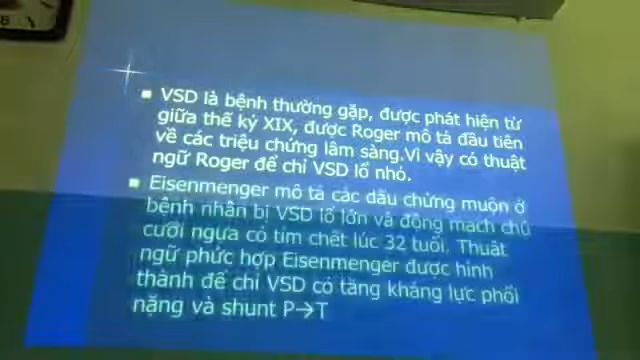 VSD là bệnh thường gặp, được phát hiện từ
giữa thế kỷ XIX, được Roger mô tả đầu tiên
về các triệu chứng lâm sàng.Vì vậy có thuật
ngữ Roger để chỉ VSD lổ nhỏ.
Eisenmenger mô tả các dấu chứng muộn ở
bệnh nhân bị VSD lổ lớn và động mạch chủ
cưỡi ngựa có tím chết lúc 32 tuổi. Thuật
ngữ phức hợp Eisenmenger được hình
thành để chỉ VSD có tăng kháng lực phổi
nặng và shunt P→T